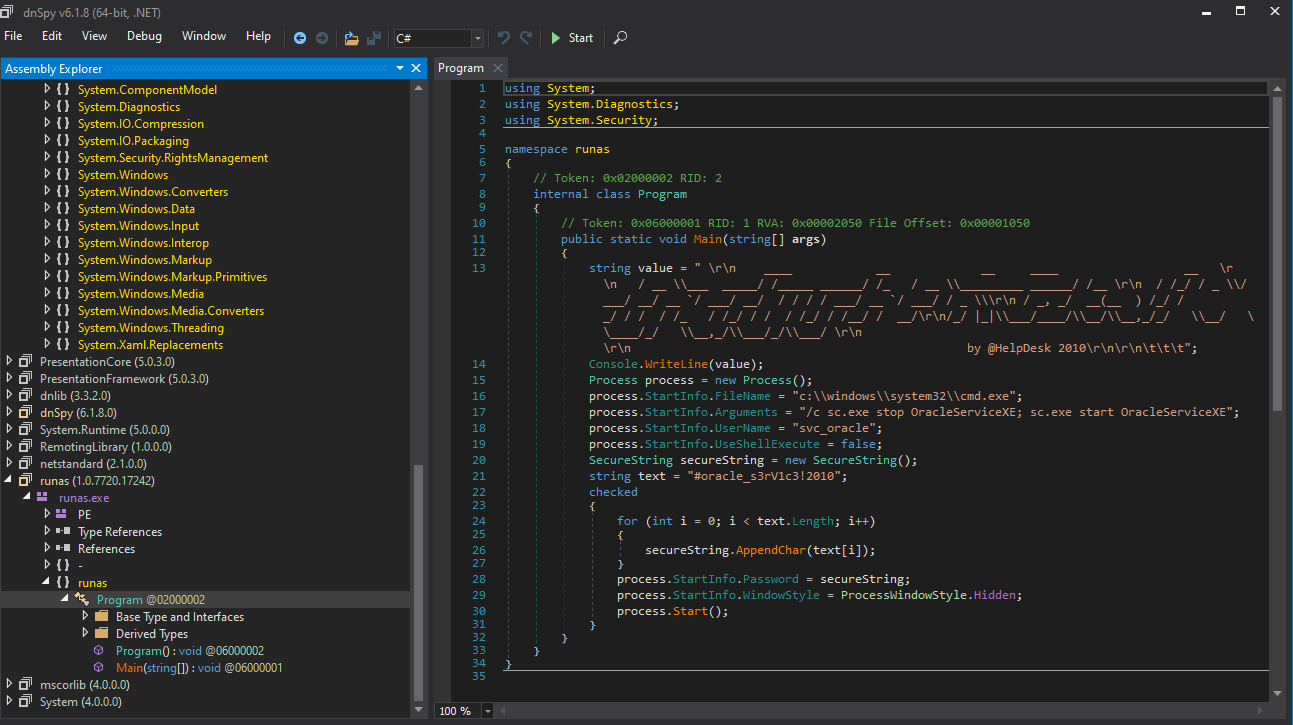 dnSpy v6.1.8 (64-bit, .NET)
File Edit View Debug Window Help C# Start
Assembly Explorer
System.ComponentModel
System.Diagnostics
System.IO.Compression
System.IO.Packaging
System.Security.RightsManagement
System.Windows
System.Windows.Converters
System.Windows.Data
System.Windows.Input
System.Windows.Interop
System.Windows.Markup
System.Windows.Markup.Primitives
System.Windows.Media
System.Windows.Media.Converters
System.Windows.Threading
System.Xaml.Replacements
PresentationCore (5.0.3.0)
PresentationFramework (5.0.3.0)
dnlib (3.3.2.0)
dnSpy (6.1.8.0)
System.Runtime (5.0.0.0)
RemotingLibrary (1.0.0.0)
netstandard (2.1.0.0)
runas (1.0.7720.17242)
runas.exe
PE
Type References
References
{ } -
{ } runas
Program @02000002
Base Type and Interfaces
Derived Types
Program() : void @06000002
Main(string[]) : void @06000001
mscorlib (4.0.0.0)
System (4.0.0.0)
Program
1 using System;
2 using System.Diagnostics;
3 using System.Security;
4
5 namespace runas
6 {
7 // Token: 0x02000002 RID: 2
8 internal class Program
9 {
10 // Token: 0x06000001 RID: 1 RVA: 0x00002050 File Offset: 0x00001050
11 public static void Main(string[] args)
12 {
13 string value = " \r\n    ____            __             __     ____                   __   \r
\n   / __ \\___  _____/ /_____ ______/ /_   / __ \\_________ ______/ /__ \r\n  / /_/ / _ \\/
___/ __/ __ `/ ___/ __/  / / / / ___/ __ `/ ___/ / _ \\\r\n / _, _/  __(__  ) /_/ /
_/ / /  / /_   / /_/ / /  / /_/ / /__/ /  __/\r\n/_/ |_|\\___/____/\\__/\\__,_/_/   \\__/   \
\____/_/   \\__,_/\\___/_/\\___/ \r\n
\r\n by @HelpDesk 2010\r\n\r\n\t\t\t";
14 Console.WriteLine(value);
15 Process process = new Process();
16 process.StartInfo.FileName = "c:\\windows\\system32\\cmd.exe";
17 process.StartInfo.Arguments = "/c sc.exe stop OracleServiceXE; sc.exe start OracleServiceXE";
18 process.StartInfo.UserName = "svc_oracle";
19 process.StartInfo.UseShellExecute = false;
20 SecureString secureString = new SecureString();
21 string text = "#oracle_s3rV1c3!2010";
22 checked
23 {
24 for (int i = 0; i < text.Length; i++)
25 {
26 secureString.AppendChar(text[i]);
27 }
28 process.StartInfo.Password = secureString;
29 process.StartInfo.WindowStyle = ProcessWindowStyle.Hidden;
30 process.Start();
31 }
32 }
33 }
34 }
35
100 %